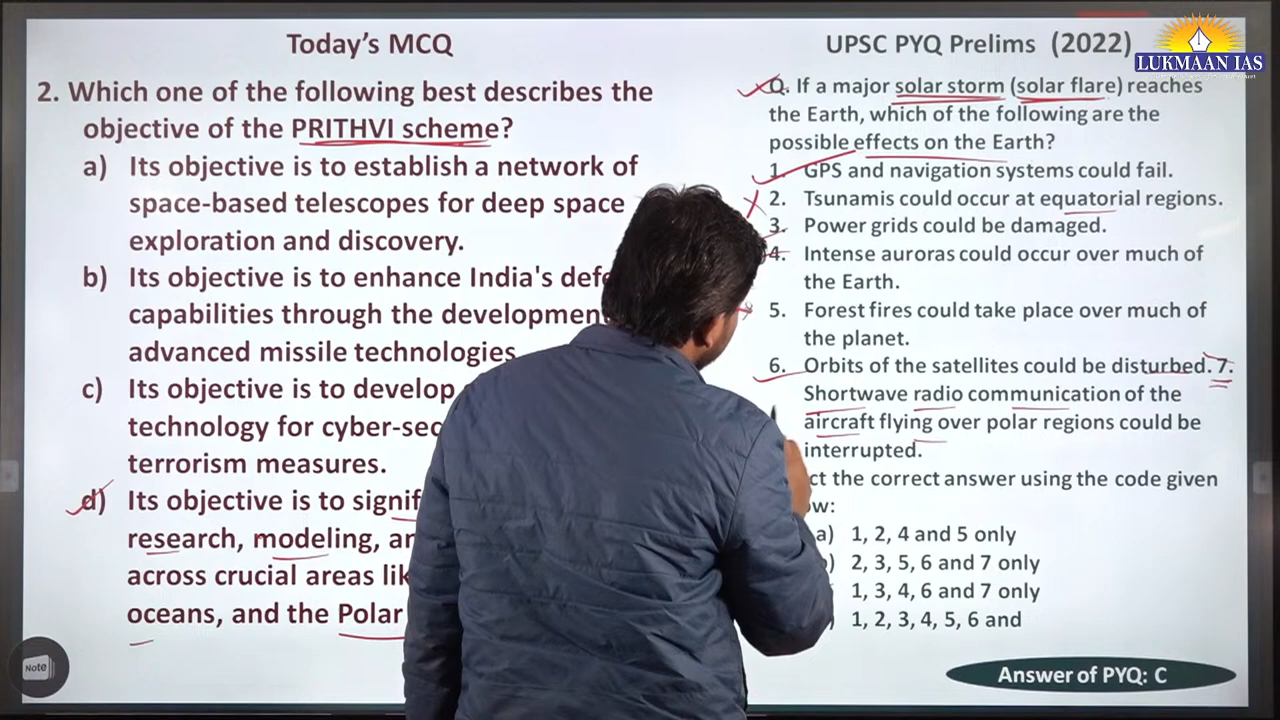 Today's MCQ
2. Which one of the following best describes the
objective of the PRITHVI scheme?
a) Its objective is to establish a network of
space-based telescopes for deep space
exploration and discovery.
b) Its objective is to enhance India's
capabilities through the development
advanced missile technologies
c) Its objective is to develop
technology for
terrorism measures.
d) Its objective is to
research, modeling,
across crucial areas
oceans, and the Polar
UPSC PYQ Prelims (2022)
LUKMAAN IAS
Q. If a major solar storm (solar flare) reaches
the Earth, which of the following are the
possible effects on the Earth?
1. GPS and navigation systems could fail.
2. Tsunamis could occur at equatorial regions.
3. Power grids could be damaged.
4. Intense auroras could occur over much of
the Earth.
5. Forest fires could take place over much of
the planet.
6. Orbits of the satellites could be disturbed. 7.
Shortwave radio communication of the
aircraft flying over polar regions could be
interrupted.
the correct answer using the code given
a) 1, 2, 4 and 5 only
2, 3, 5, 6 and 7 only
1, 3, 4, 6 and 7 only
1, 2, 3, 4, 5, 6 and
Answer of PYQ: C
Note